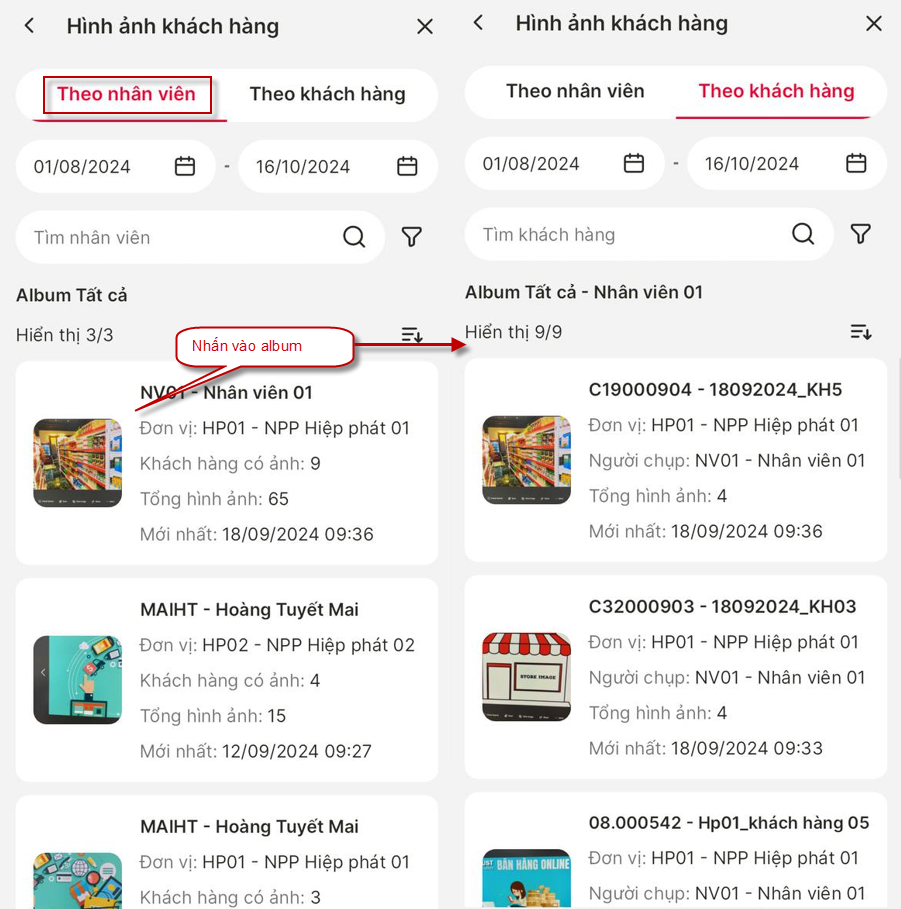 Hình ảnh khách hàng
Theo nhân viên
Theo khách hàng
01/08/2024
-
16/10/2024
Tìm nhân viên
Album Tất cả
Hiển thị 3/3
Nhấn vào album
NV01 - Nhân viên 01
Đơn vị: HP01 - NPP Hiệp phát 01
Khách hàng có ảnh: 9
Tổng hình ảnh: 65
Mới nhất: 18/09/2024 09:36
MAIHT - Hoàng Tuyết Mai
Đơn vị: HP02 - NPP Hiệp phát 02
Khách hàng có ảnh: 4
Tổng hình ảnh: 15
Mới nhất: 12/09/2024 09:27
MAIHT - Hoàng Tuyết Mai
Đơn vị: HP01 - NPP Hiệp phát 01
Khách hàng có ảnh: 3
Hình ảnh khách hàng
Theo nhân viên
Theo khách hàng
01/08/2024
-
16/10/2024
Tìm khách hàng
Album Tất cả - Nhân viên 01
Hiển thị 9/9
C19000904 - 18092024_KH5
Đơn vị: HP01 - NPP Hiệp phát 01
Người chụp: NV01 - Nhân viên 01
Tổng hình ảnh: 4
Mới nhất: 18/09/2024 09:36
C32000903 - 18092024_KH03
Đơn vị: HP01 - NPP Hiệp phát 01
Người chụp: NV01 - Nhân viên 01
Tổng hình ảnh: 4
Mới nhất: 18/09/2024 09:33
STORE IMAGE
08.000542 - Hp01_khách hàng 05
Đơn vị: HP01 - NPP Hiệp phát 01
Người chụp: NV01 - Nhân viên 01
BÁN HÀNG ONLINE